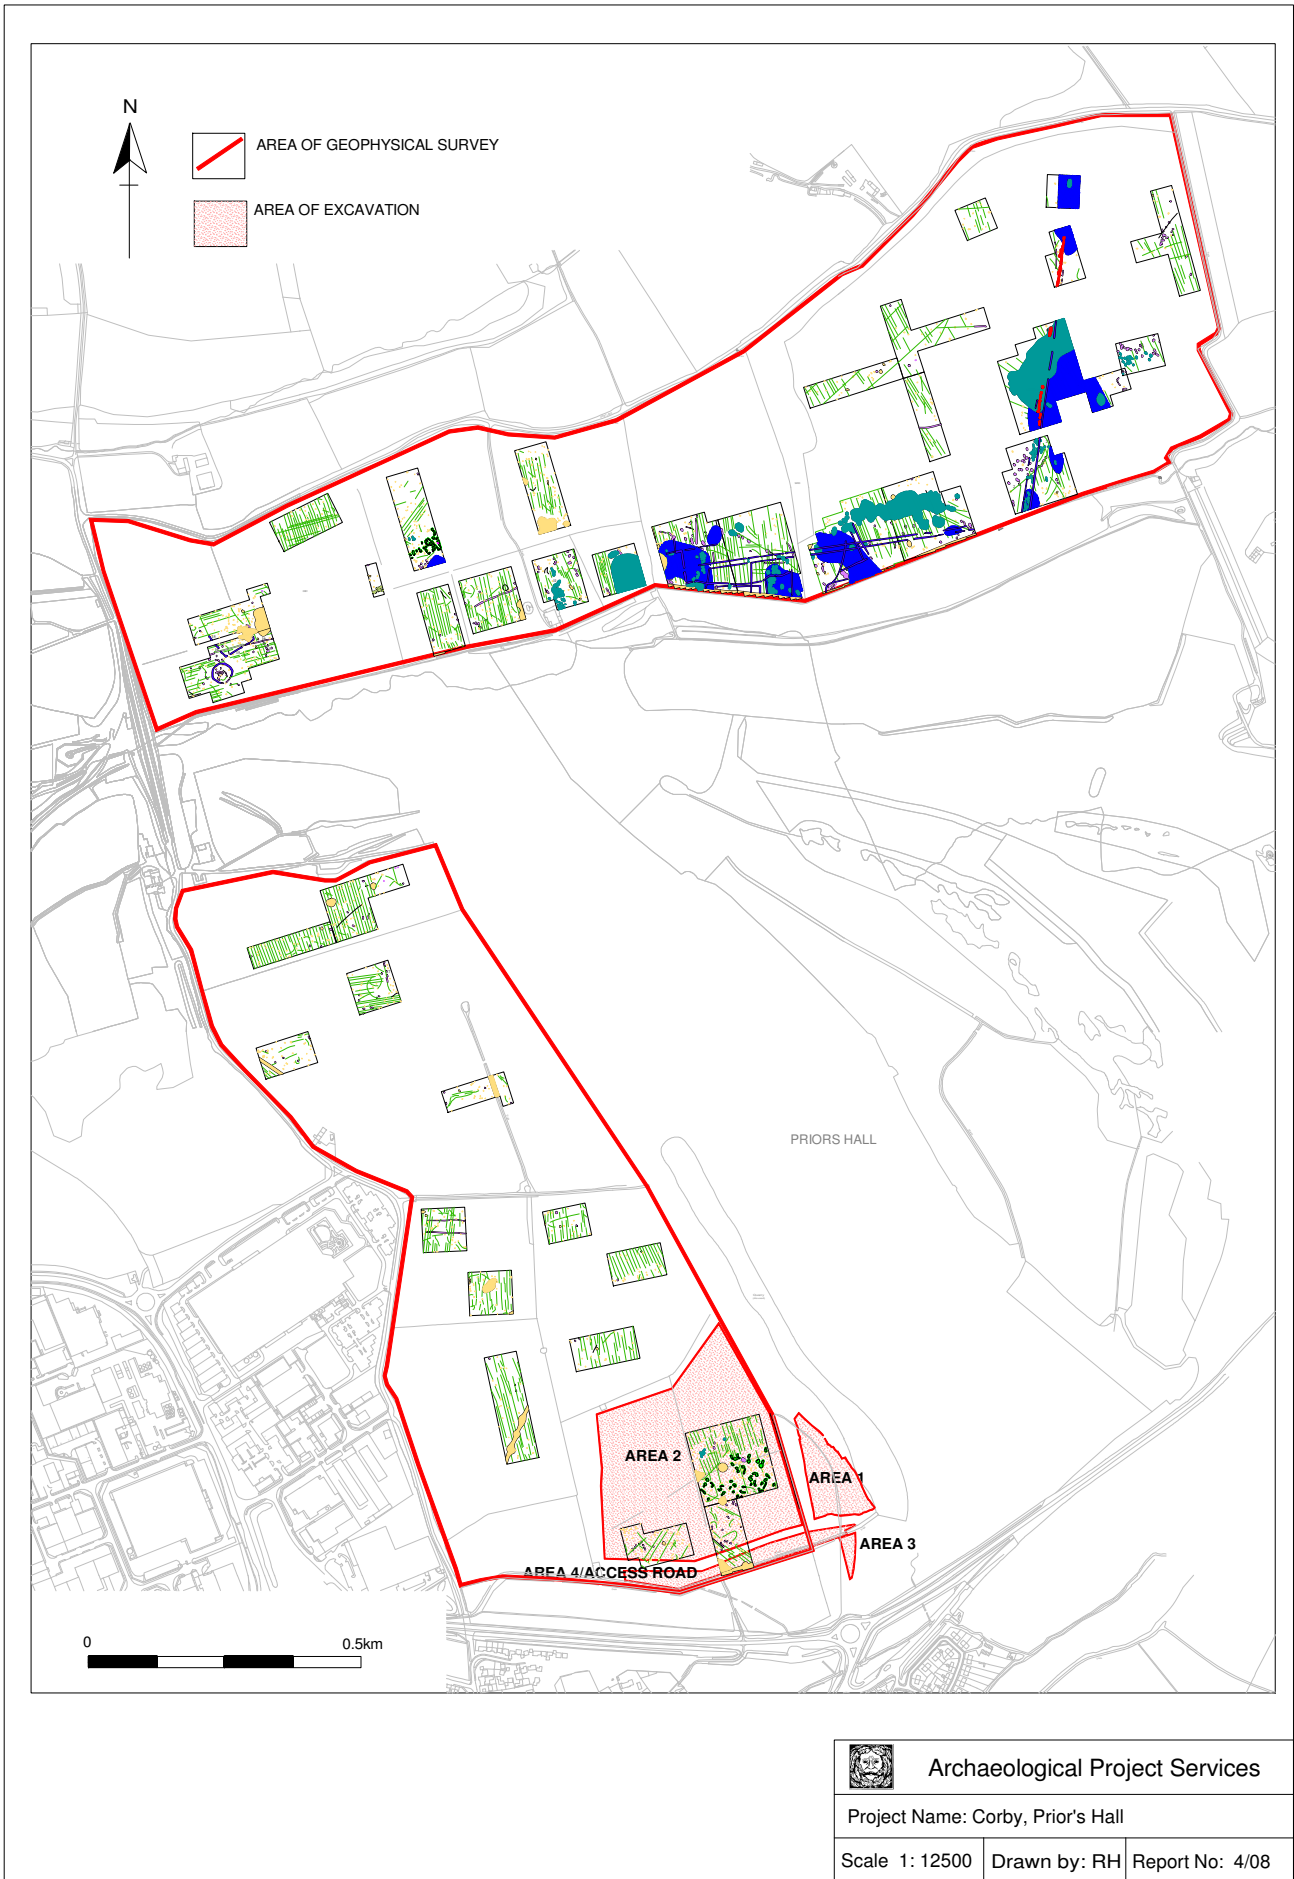 N
AREA OF GEOPHYSICAL SURVEY
AREA OF EXCAVATION
PRIORS HALL
AREA 2
AREA 1
AREA 3
AREA 4/ACCESS ROAD
0 0.5km
Archaeological Project Services
Project Name: Corby, Prior's Hall
Scale 1: 12500 Drawn by: RH Report No: 4/08